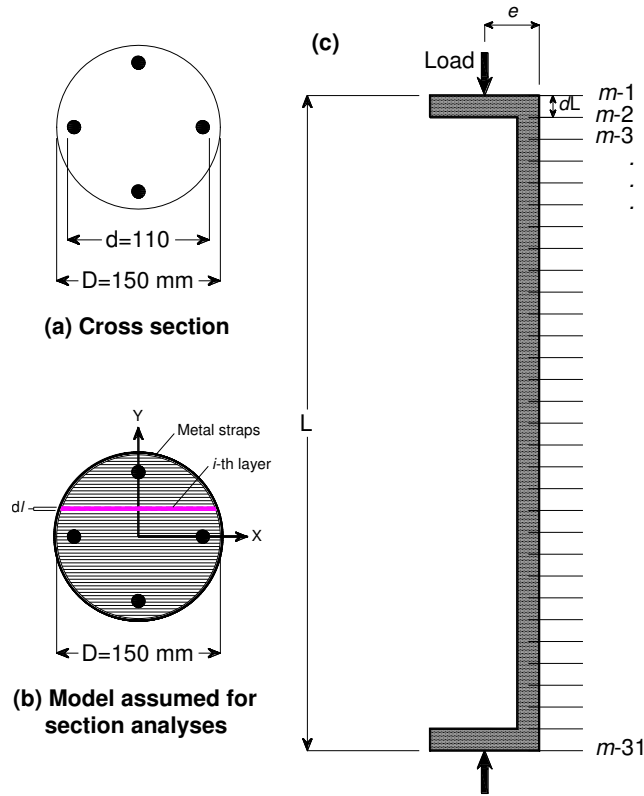 d=110
D=150 mm
(a) Cross section
Y
Metal straps
i-th layer
dl
X
D=150 mm
(b) Model assumed for
section analyses
(c)
e
Load
m-1
dL
m-2
m-3
.
.
.
L
m-31